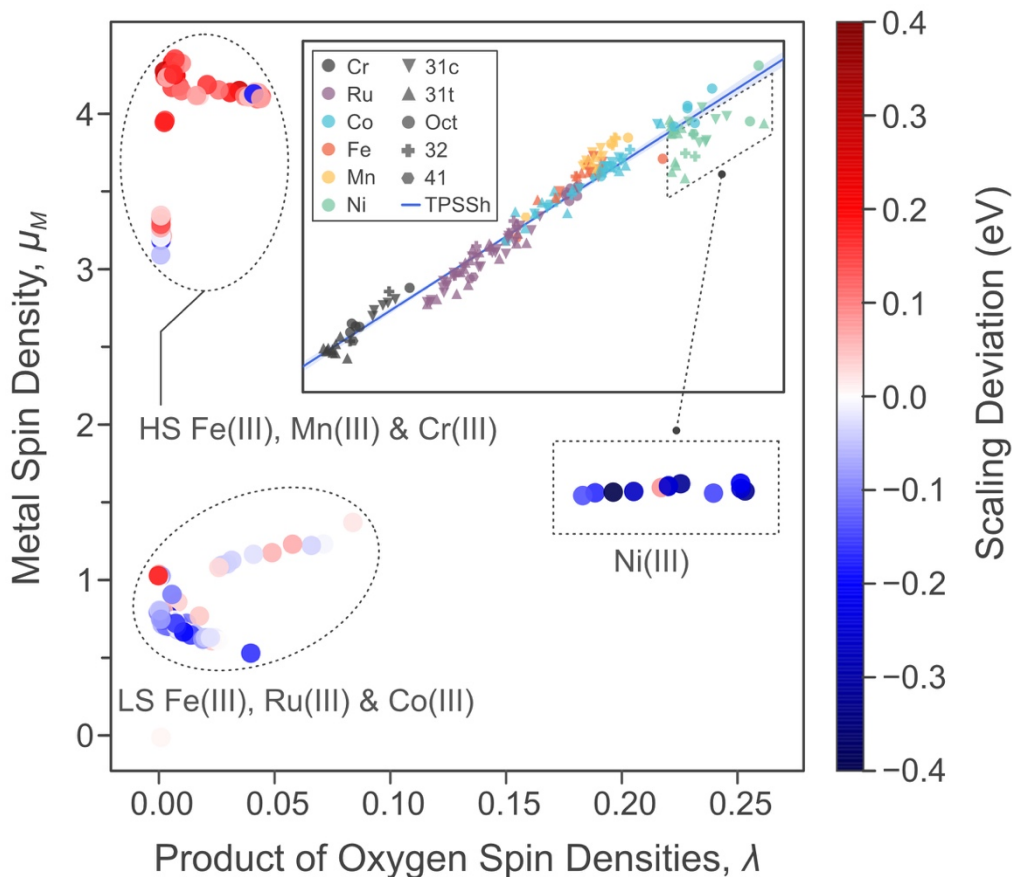 Metal Spin Density, μM
4
3
2
1
0
Cr
Ru
Co
Fe
Mn
Ni
31c
31t
Oct
32
41
TPSSh
HS Fe(III), Mn(III) & Cr(III)
Ni(III)
LS Fe(III), Ru(III) & Co(III)
0.00 0.05 0.10 0.15 0.20 0.25
Product of Oxygen Spin Densities, λ
0.4
0.3
0.2
0.1
0.0
−0.1
−0.2
−0.3
−0.4
Scaling Deviation (eV)